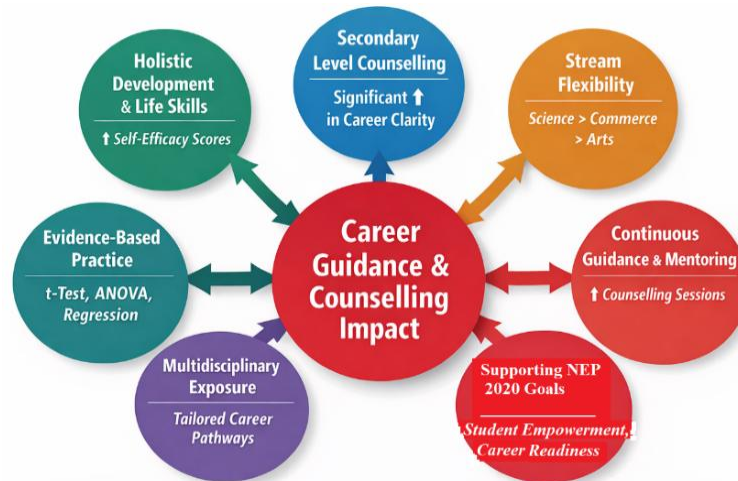 Holistic
Development
& Life Skills
⬆ Self-Efficacy Scores
Secondary
Level Counselling
Significant ⬆
in Career Clarity
Stream
Flexibility
Science > Commerce
> Arts
Evidence-Based
Practice
t-Test, ANOVA,
Regression
Career
Guidance &
Counselling
Impact
Continuous
Guidance & Mentoring
⬆ Counselling Sessions
Multidisciplinary
Exposure
Tailored Career
Pathways
Supporting NEP
2020 Goals
Student Empowerment,
Career Readiness